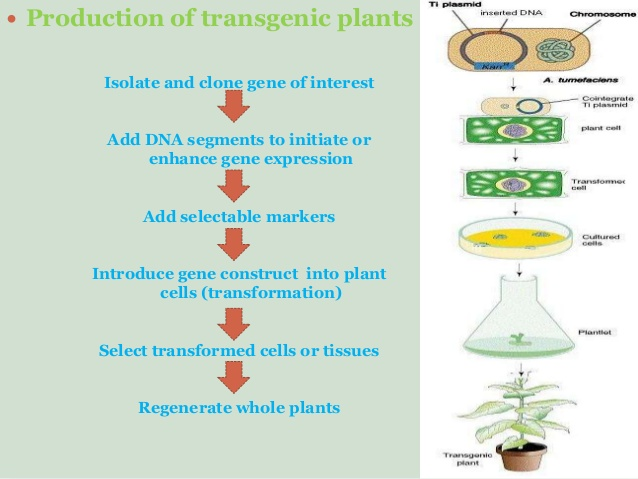 • Production of transgenic plants
Isolate and clone gene of interest
Add DNA segments to initiate or
enhance gene expression
Add selectable markers
Introduce gene construct into plant
cells (transformation)
Select transformed cells or tissues
Regenerate whole plants
Ti plasmid
inserted DNA
Chromosome
Kanᴿ
A. tumefaciens
Cointegrate
Ti plasmid
plant cell
Transformed
cell
Cultured
cells
Plantlet
Transgenic
plant